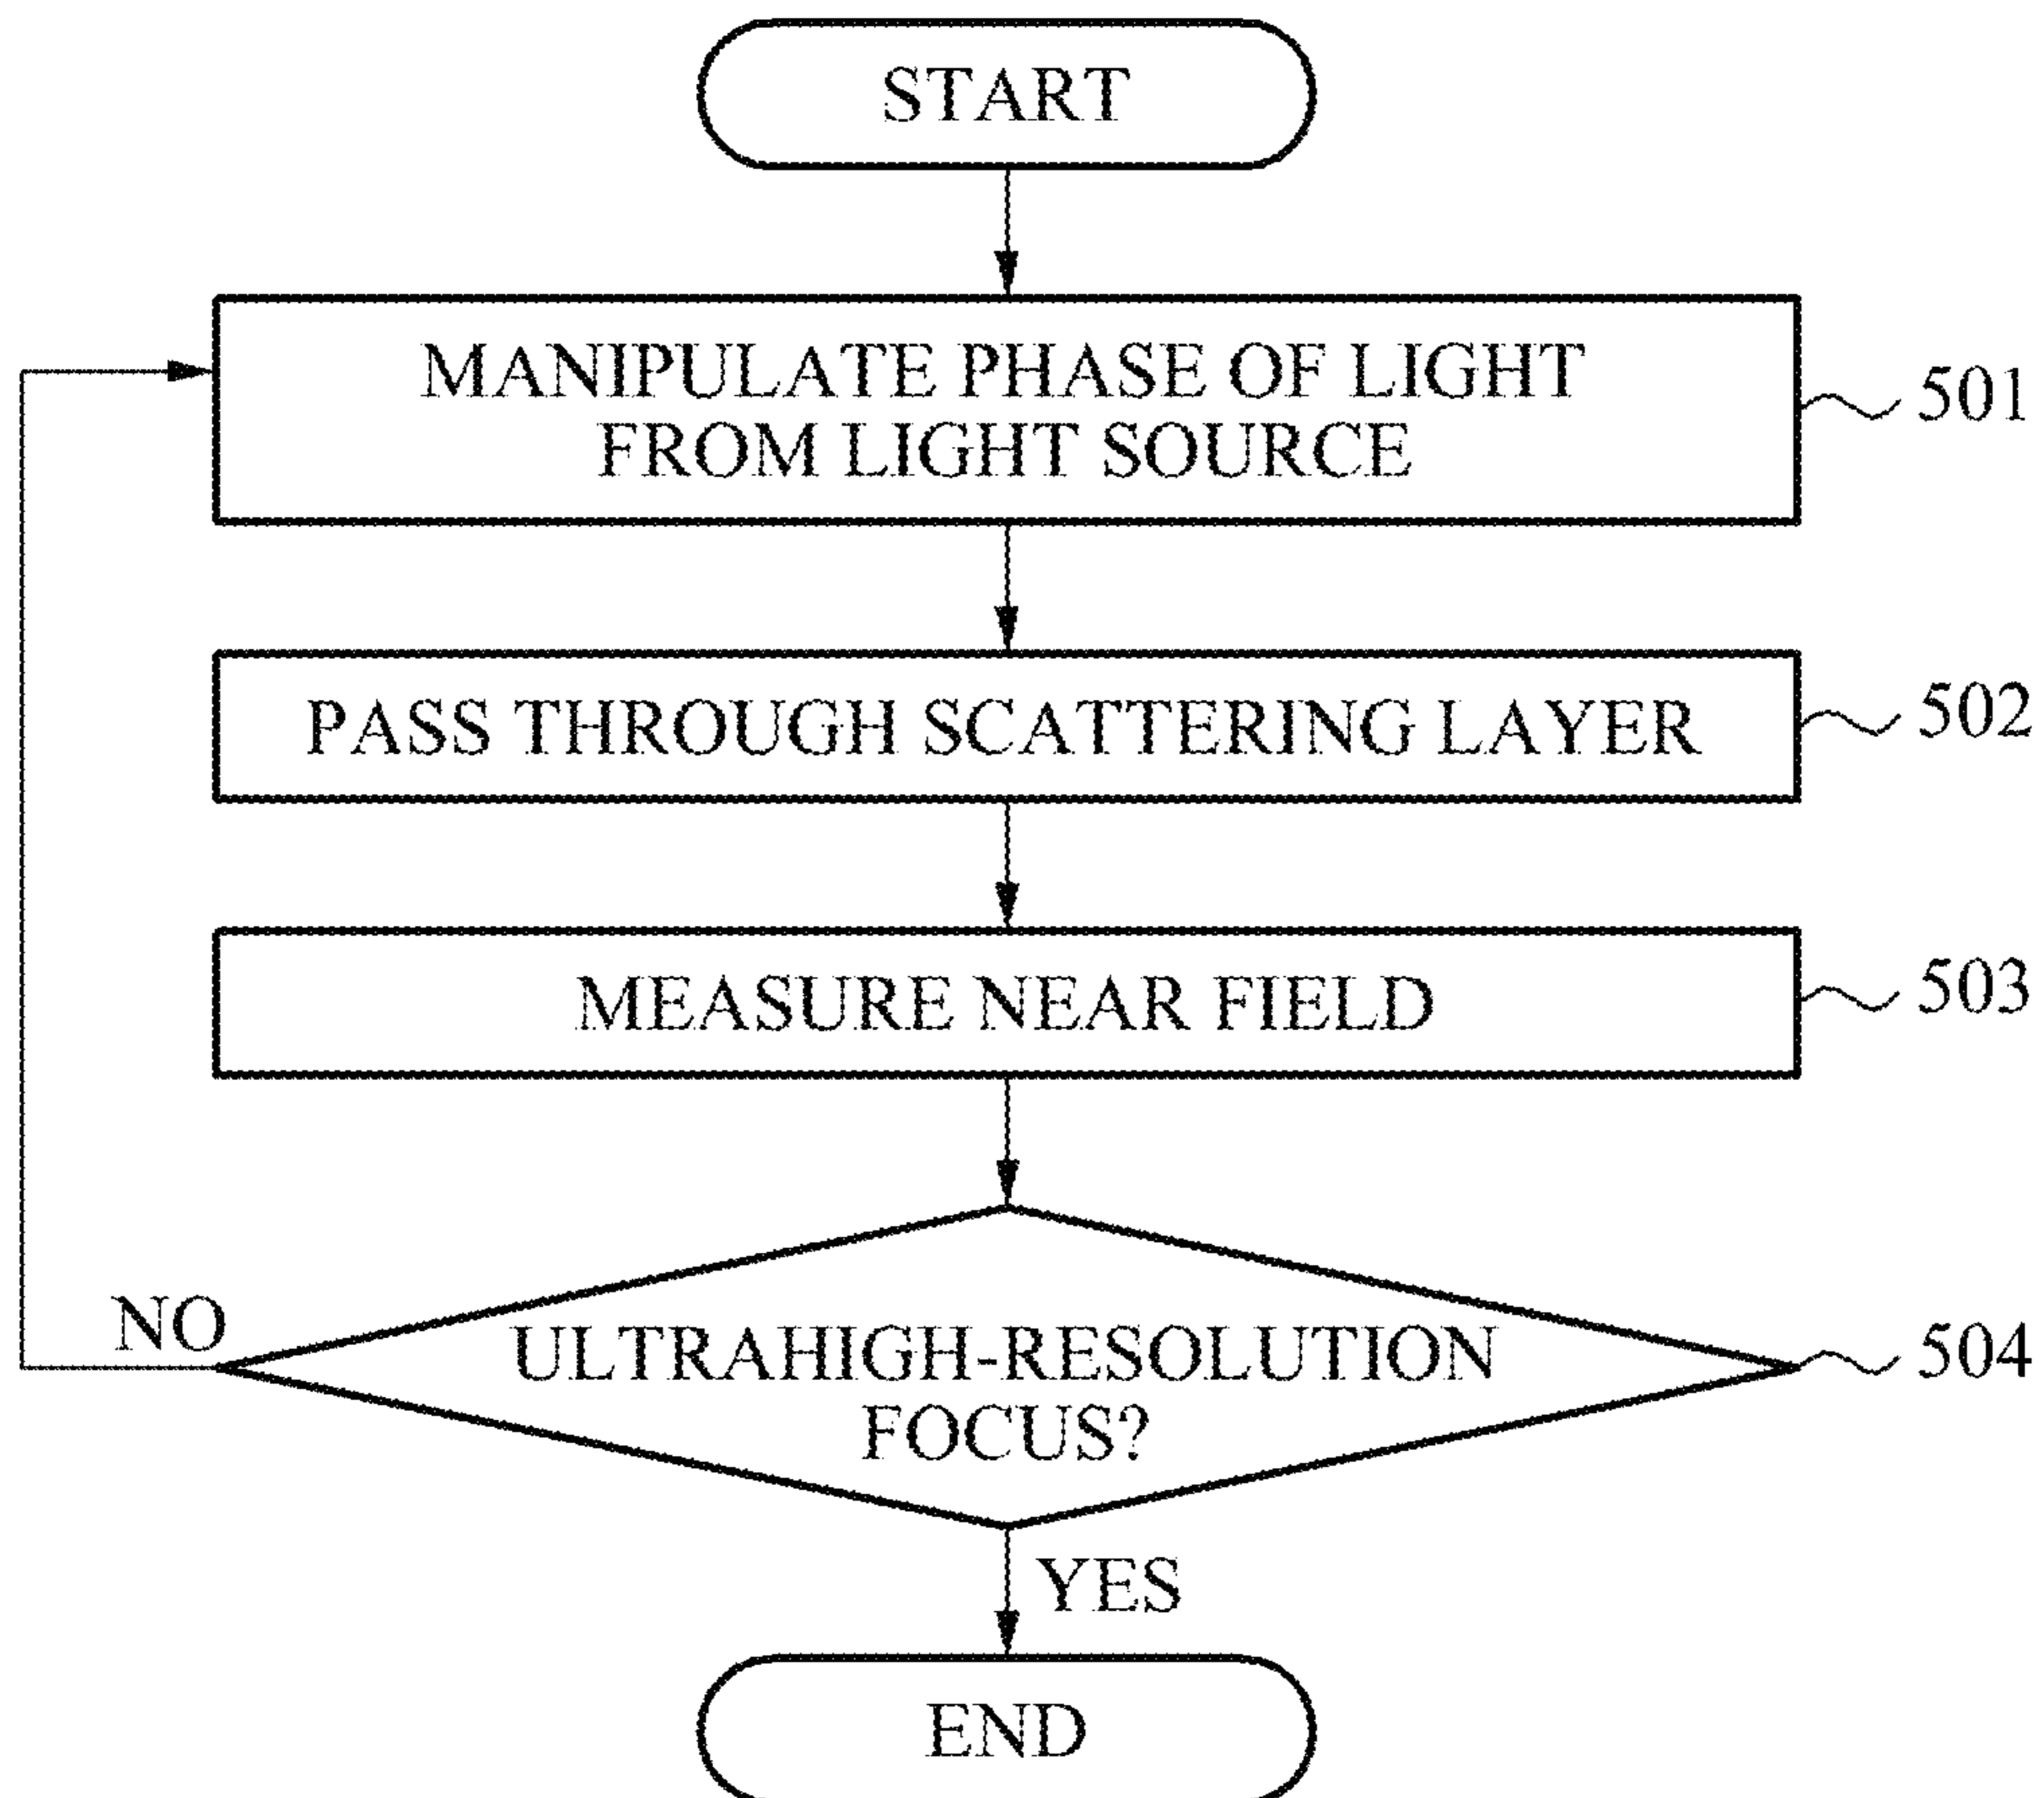 START
MANIPULATE PHASE OF LIGHT
FROM LIGHT SOURCE
501
PASS THROUGH SCATTERING LAYER
502
MEASURE NEAR FIELD
503
NO
ULTRAHIGH-RESOLUTION
FOCUS?
504
YES
END